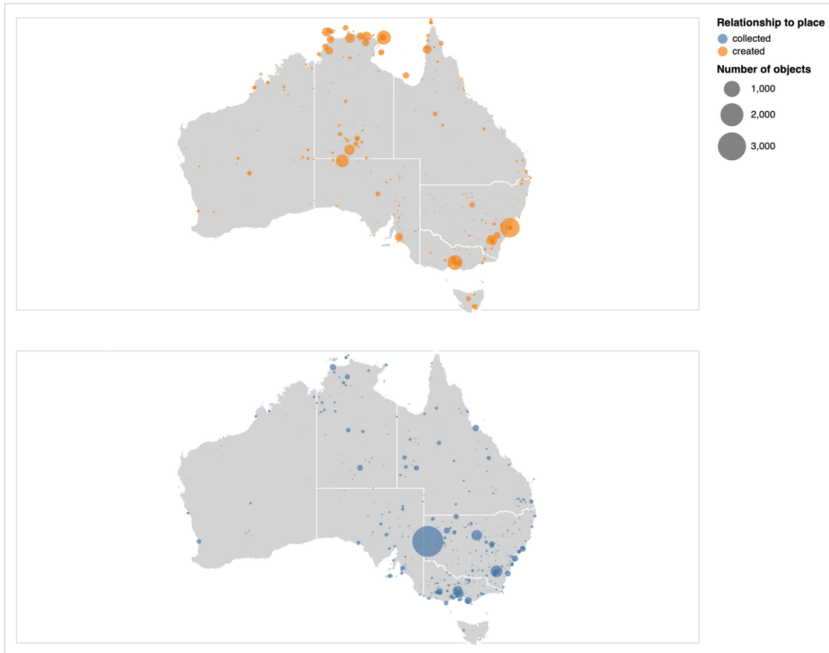 Relationship to place
collected
created
Number of objects
1,000
2,000
3,000